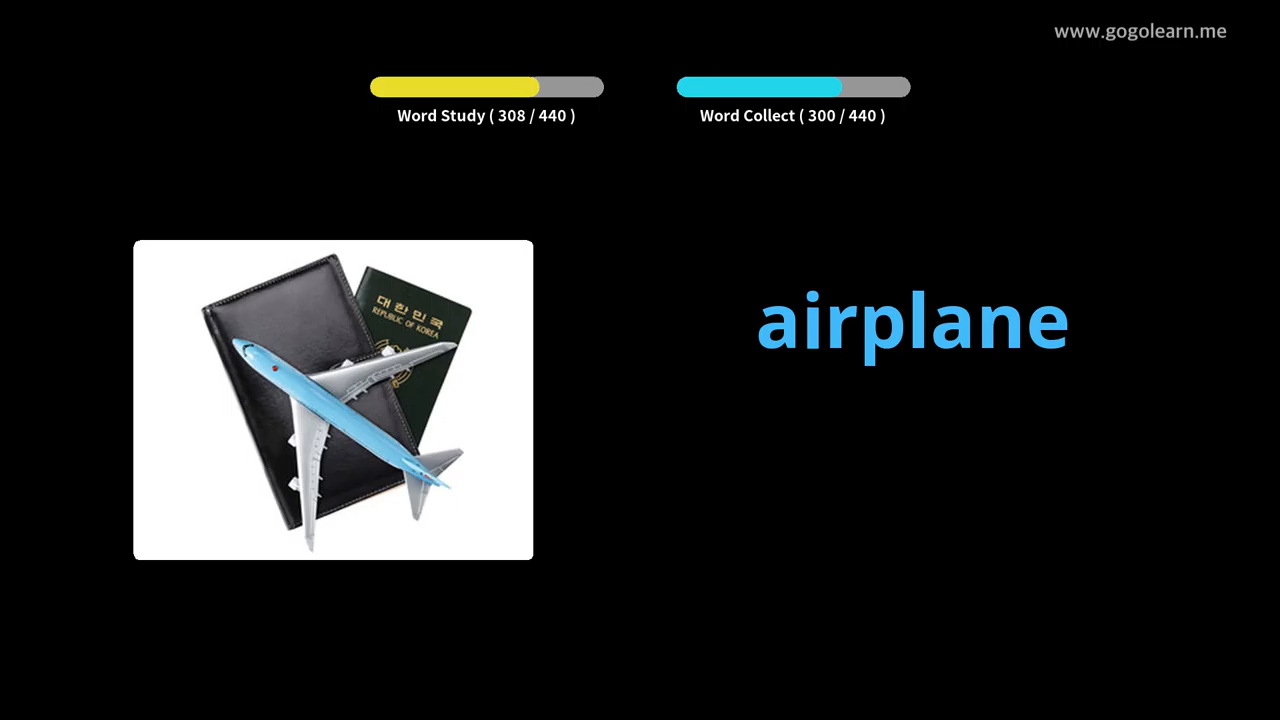 www.gogolearn.me
Word Study ( 308 / 440 )
Word Collect ( 300 / 440 )
대한민국
REPUBLIC OF KOREA
airplane